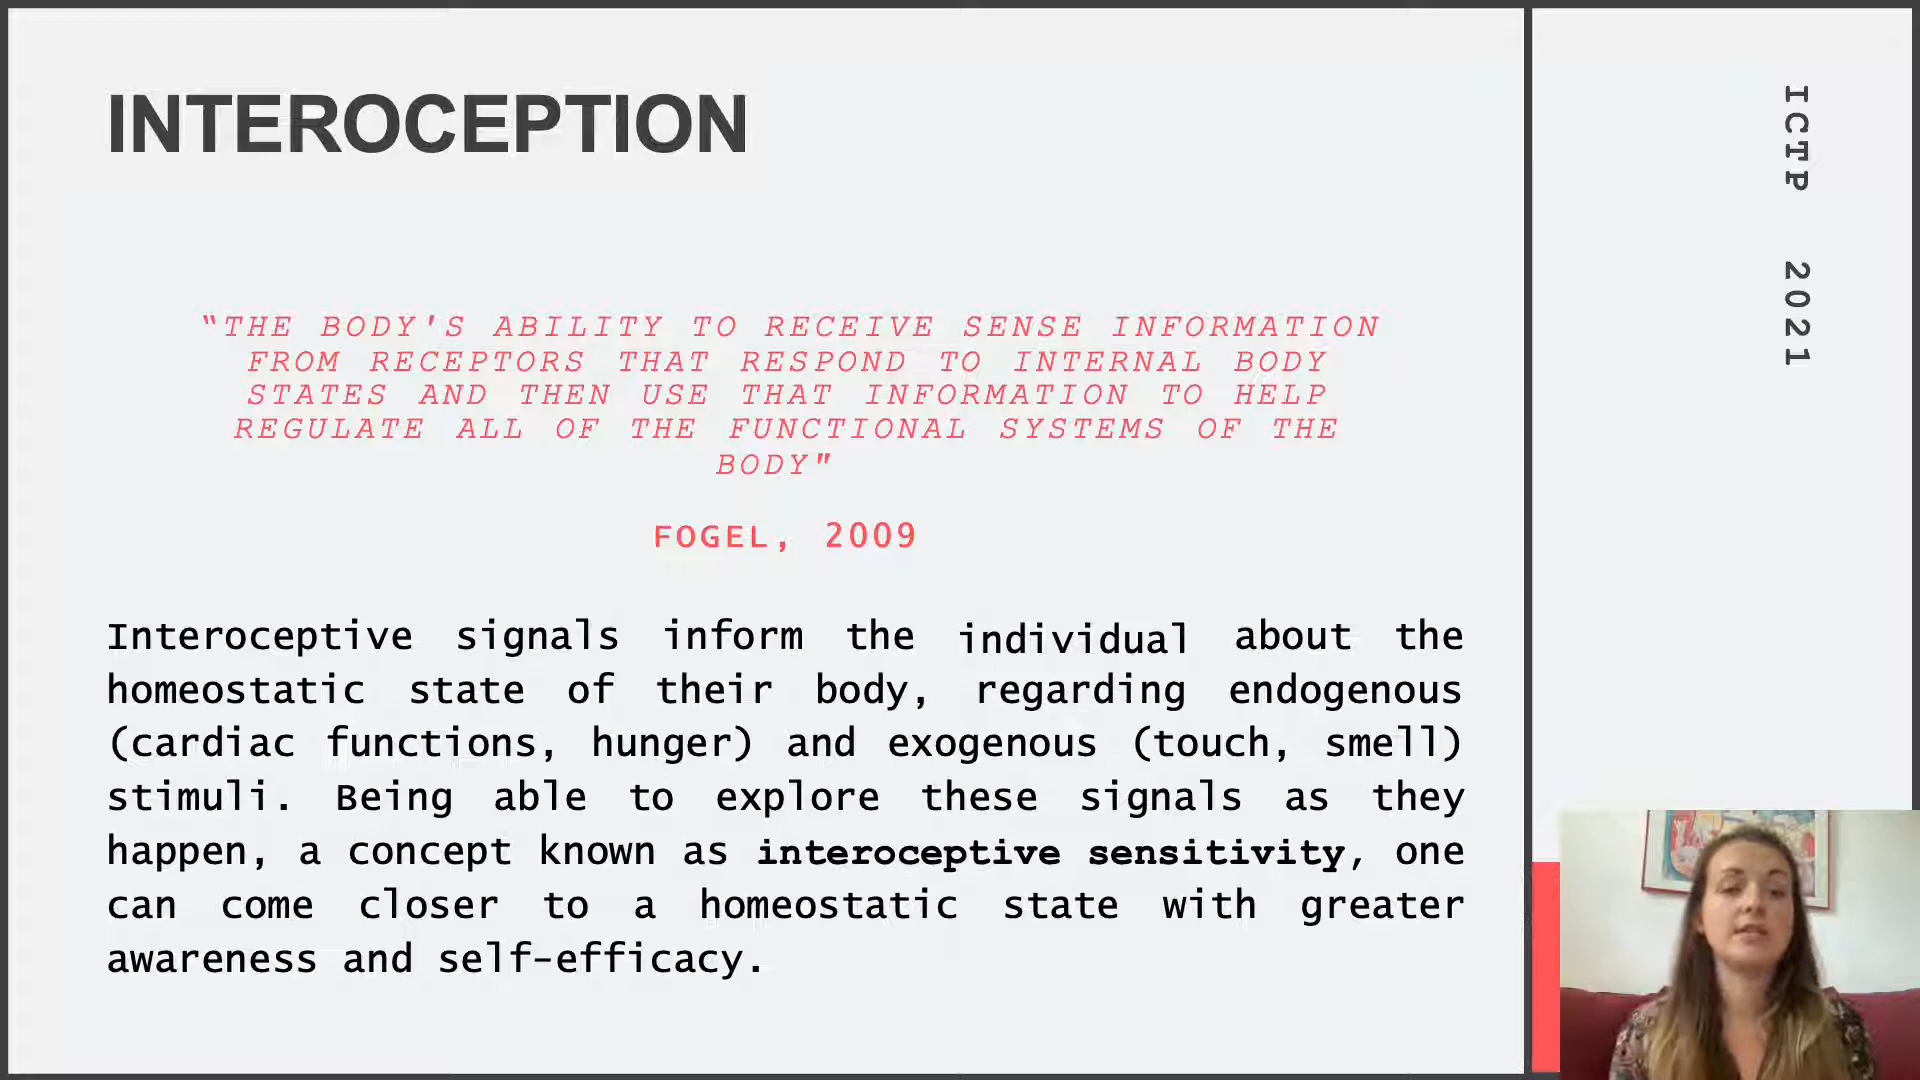 INTEROCEPTION
“THE BODY'S ABILITY TO RECEIVE SENSE INFORMATION
FROM RECEPTORS THAT RESPOND TO INTERNAL BODY
STATES AND THEN USE THAT INFORMATION TO HELP
REGULATE ALL OF THE FUNCTIONAL SYSTEMS OF THE
BODY”
FOGEL, 2009
Interoceptive signals inform the individual about the
homeostatic state of their body, regarding endogenous
(cardiac functions, hunger) and exogenous (touch, smell)
stimuli. Being able to explore these signals as they
happen, a concept known as interoceptive sensitivity, one
can come closer to a homeostatic state with greater
awareness and self-efficacy.
ICTP 2021